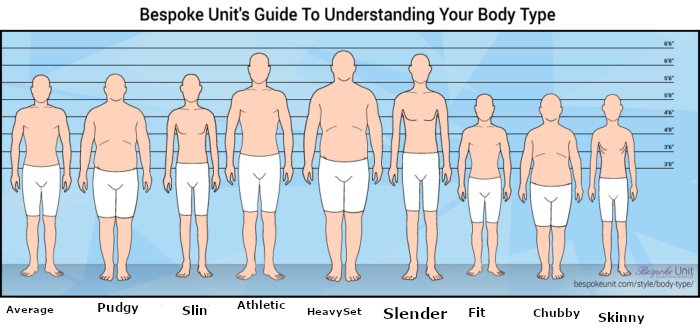 Bespoke Unit's Guide To Understanding Your Body Type
6'6"
6'0"
5'6"
5'0"
4'6"
4'0"
3'6"
3'0"
Bespoke Unit
bespokeunit.com/style/body-type/
Average Pudgy Slin Athletic HeavySet Slender Fit Chubby Skinny